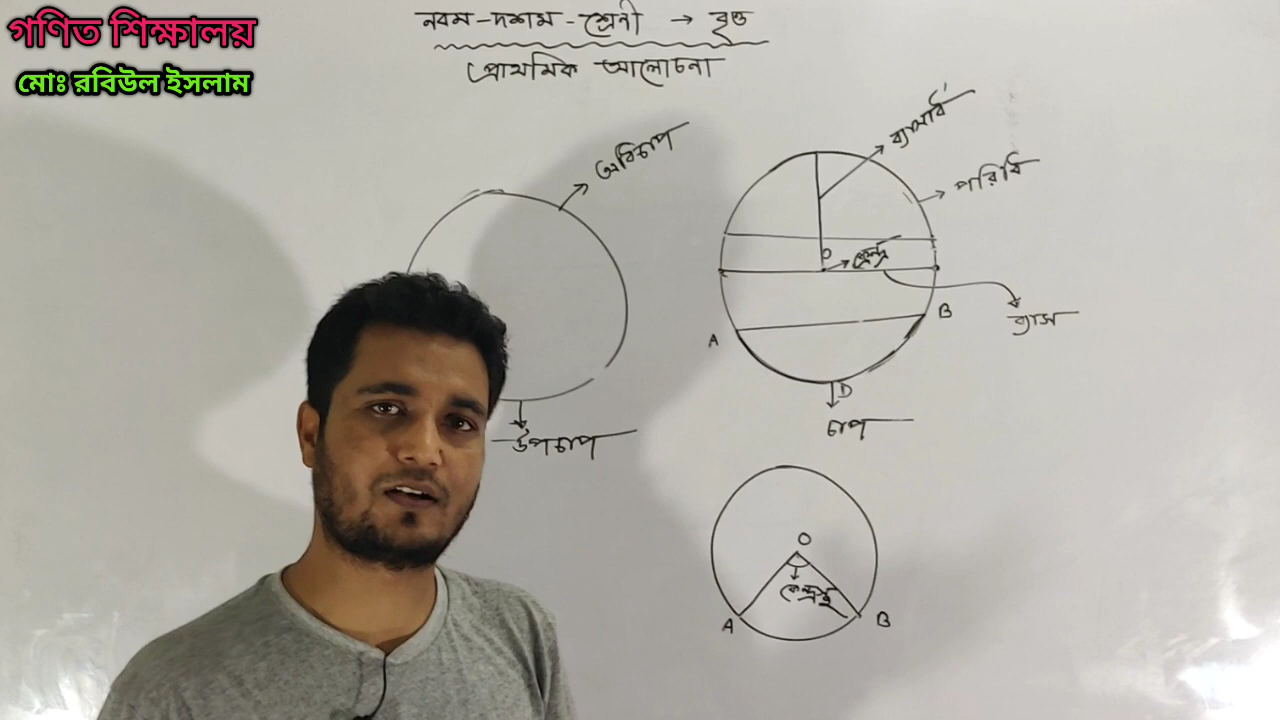 গণিত শিক্ষালয়
মোঃ রবিউল ইসলাম
নবম-দশম-শ্রেনী → বৃত্ত
প্রাথমিক আলোচনা
অধিচাপ
উপচাপ
ব্যাসার্ধ
পরিধি
O
কেন্দ্র
ব্যাস
A
B
D
চাপ
O
কেন্দ্রস্থ
A
B